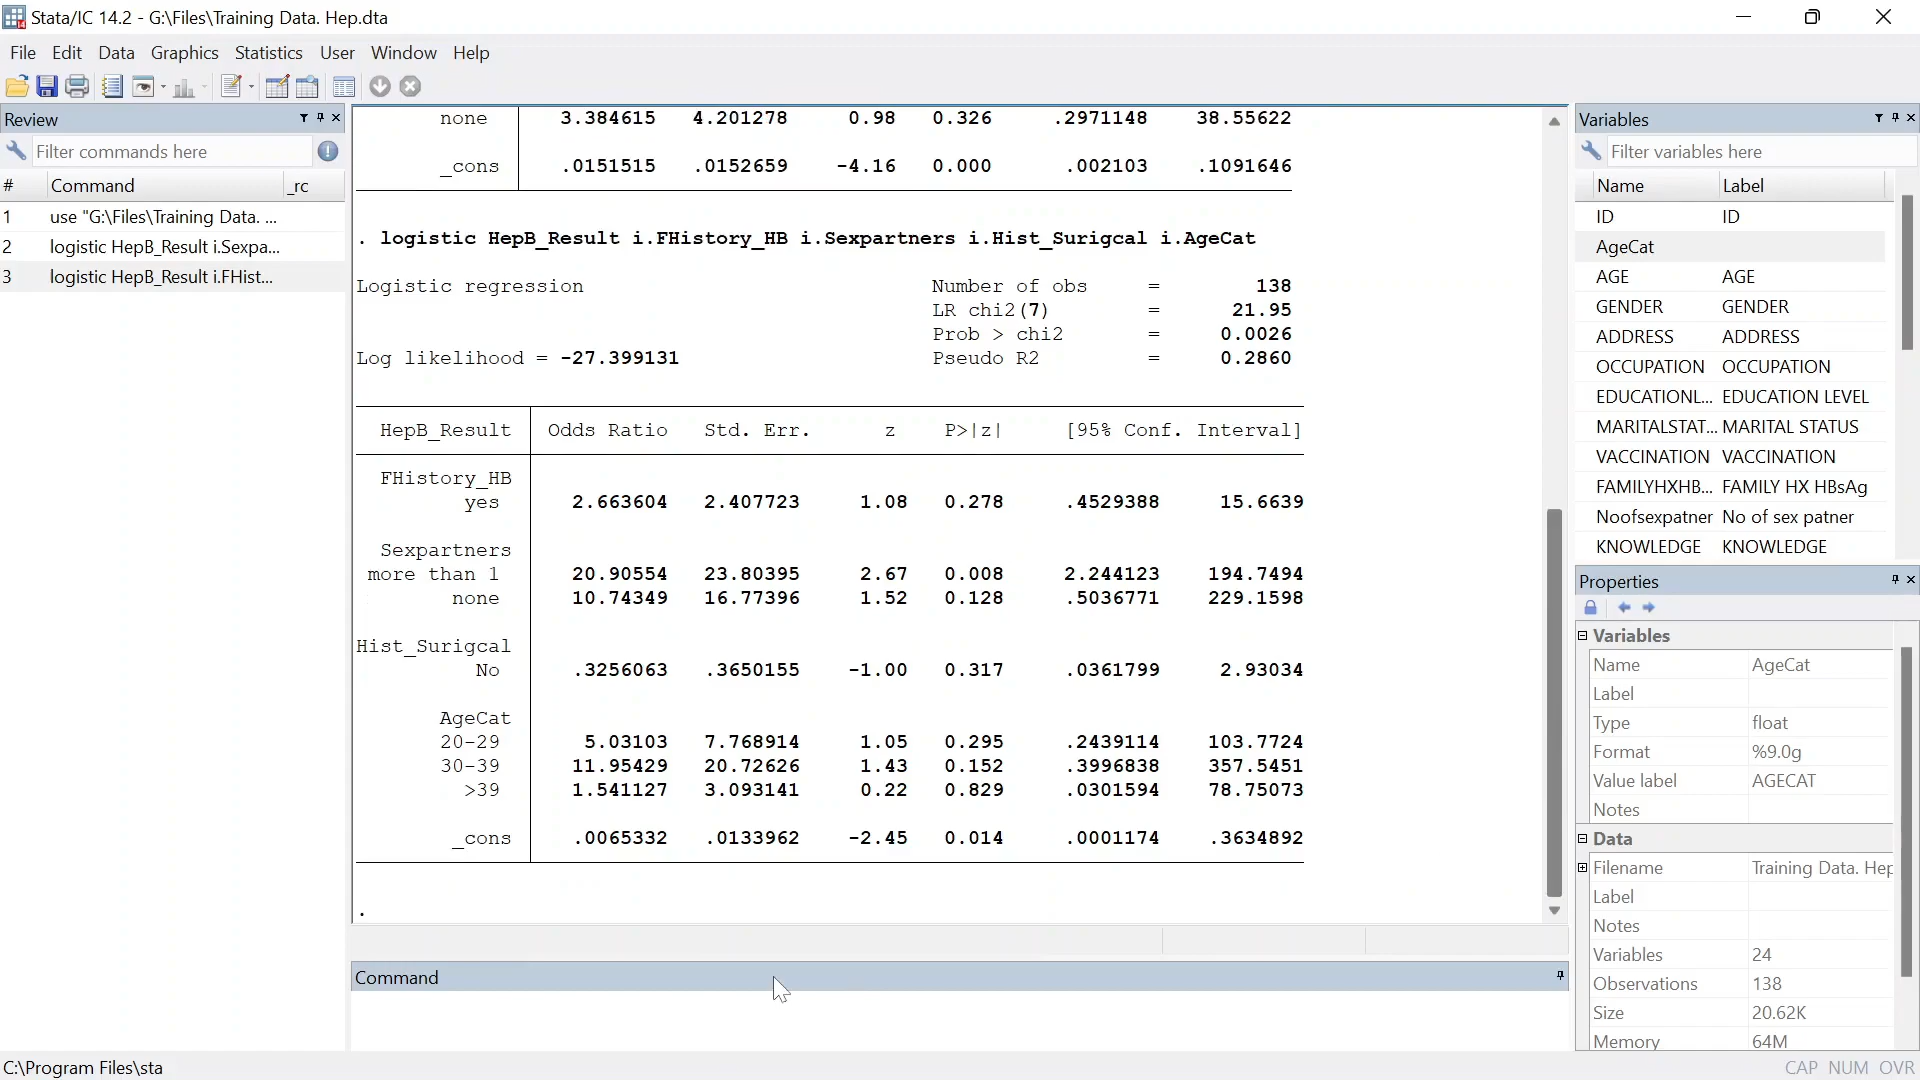 Stata/IC 14.2 - G:\Files\Training Data. Hep.dta
File Edit Data Graphics Statistics User Window Help
Review
Filter commands here
# Command _rc
1 use "G:\Files\Training Data. ...
2 logistic HepB_Result i.Sexpa...
3 logistic HepB_Result i.FHist...
none 3.384615 4.201278 0.98 0.326 .2971148 38.55622
_cons .0151515 .0152659 -4.16 0.000 .002103 .1091646
. logistic HepB_Result i.FHistory_HB i.Sexpartners i.Hist_Surigcal i.AgeCat
Logistic regression Number of obs = 138
LR chi2(7) = 21.95
Prob > chi2 = 0.0026
Log likelihood = -27.399131 Pseudo R2 = 0.2860
HepB_Result Odds Ratio Std. Err. z P>|z| [95% Conf. Interval]
FHistory_HB
yes 2.663604 2.407723 1.08 0.278 .4529388 15.6639
Sexpartners
more than 1 20.90554 23.80395 2.67 0.008 2.244123 194.7494
none 10.74349 16.77396 1.52 0.128 .5036771 229.1598
Hist_Surigcal
No .3256063 .3650155 -1.00 0.317 .0361799 2.93034
AgeCat
20-29 5.03103 7.768914 1.05 0.295 .2439114 103.7724
30-39 11.95429 20.72626 1.43 0.152 .3996838 357.5451
>39 1.541127 3.093141 0.22 0.829 .0301594 78.75073
_cons .0065332 .0133962 -2.45 0.014 .0001174 .3634892
.
Command
Variables
Filter variables here
Name Label
ID ID
AgeCat
AGE AGE
GENDER GENDER
ADDRESS ADDRESS
OCCUPATION OCCUPATION
EDUCATIONL... EDUCATION LEVEL
MARITALSTAT... MARITAL STATUS
VACCINATION VACCINATION
FAMILYHXHB... FAMILY HX HBsAg
Noofsexpatner No of sex patner
KNOWLEDGE KNOWLEDGE
Properties
Variables
Name AgeCat
Label
Type float
Format %9.0g
Value label AGECAT
Notes
Data
Filename Training Data. Hep
Label
Notes
Variables 24
Observations 138
Size 20.62K
Memory 64M
C:\Program Files\sta
CAP NUM OVR